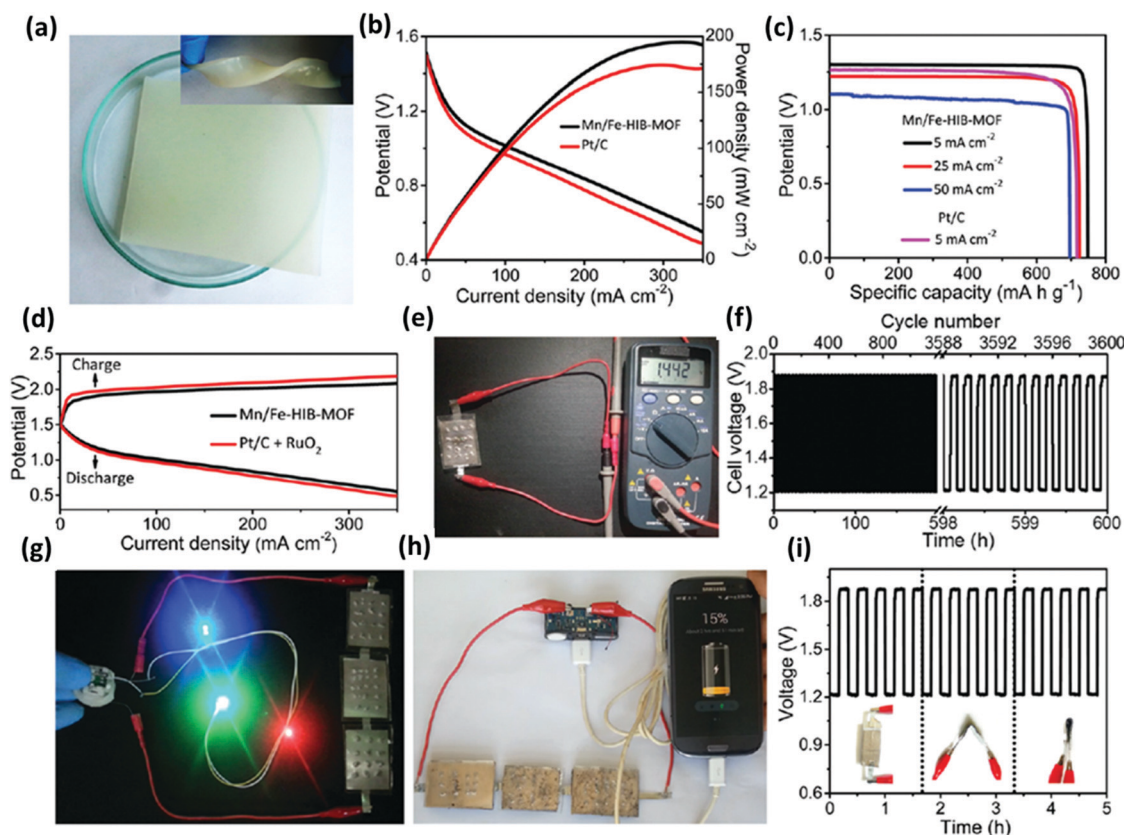 (a)
(b)
1.6
1.2
0.8
0.4
Potential (V)
0
100
200
300
Current density (mA cm⁻²)
200
150
100
50
0
Power density (mW cm⁻²)
Mn/Fe-HIB-MOF
Pt/C
(c)
1.5
1.0
0.5
0.0
Potential (V)
Mn/Fe-HIB-MOF
5 mA cm⁻²
25 mA cm⁻²
50 mA cm⁻²
Pt/C
5 mA cm⁻²
0
200
400
600
800
Specific capacity (mA h g⁻¹)
(d)
2.5
2.0
1.5
1.0
0.5
Potential (V)
Charge
Mn/Fe-HIB-MOF
Pt/C + RuO₂
Discharge
0
100
200
300
Current density (mA cm⁻²)
(e)
1.442
(f)
Cycle number
0
400
800
3588
3592
3596
3600
2.0
1.8
1.6
1.4
1.2
Cell voltage (V)
0
100
598
599
600
Time (h)
(g)
(h)
SAMSUNG
15%
(i)
1.8
1.5
1.2
0.9
0.6
Voltage (V)
0
1
2
3
4
5
Time (h)